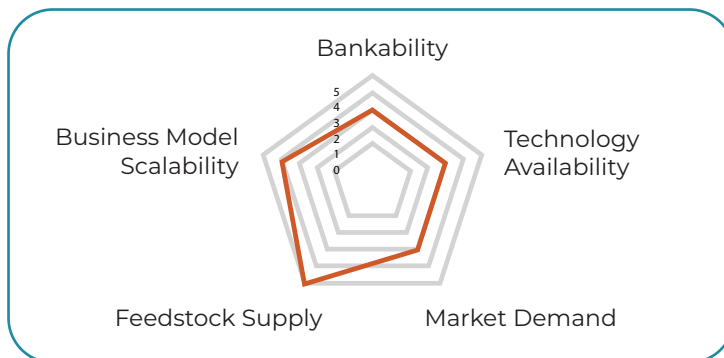 Bankability
5
4
3
2
1
0
Business Model
Scalability
Technology
Availability
Feedstock Supply
Market Demand